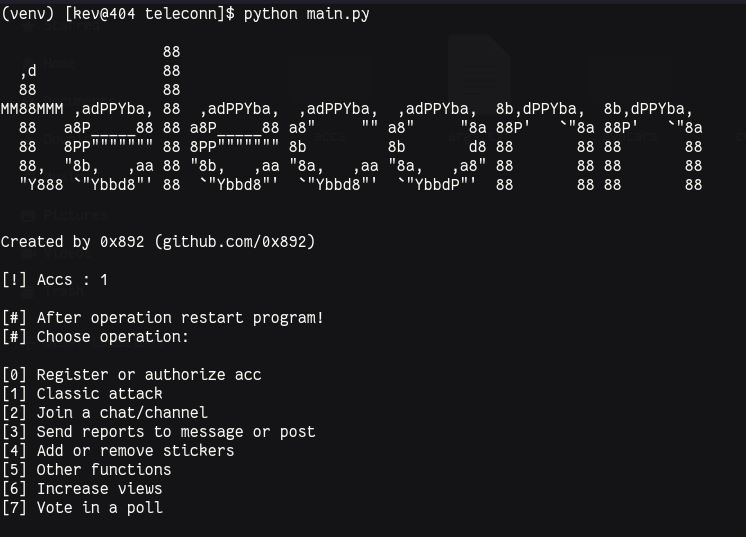 (venv) [kev@404 teleconn]$ python main.py
                  88
  ,d              88
  88              88
MM88MMM ,adPPYba, 88  ,adPPYba,  ,adPPYba,  ,adPPYba,  8b,dPPYba,  8b,dPPYba,
  88   a8P_____88 88 a8P_____88 a8"     "" a8"     "8a 88P'   `"8a 88P'   `"8a
  88   8PP""""""" 88 8PP""""""" 8b         8b       d8 88       88 88       88
  88,  "8b,   ,aa 88 "8b,   ,aa "8a,   ,aa "8a,   ,a8" 88       88 88       88
  "Y888 `"Ybbd8"' 88  `"Ybbd8"'  `"Ybbd8"'  `"YbbdP"'  88       88 88       88
Created by 0x892 (github.com/0x892)
[!] Accs : 1
[#] After operation restart program!
[#] Choose operation:
[0] Register or authorize acc
[1] Classic attack
[2] Join a chat/channel
[3] Send reports to message or post
[4] Add or remove stickers
[5] Other functions
[6] Increase views
[7] Vote in a poll